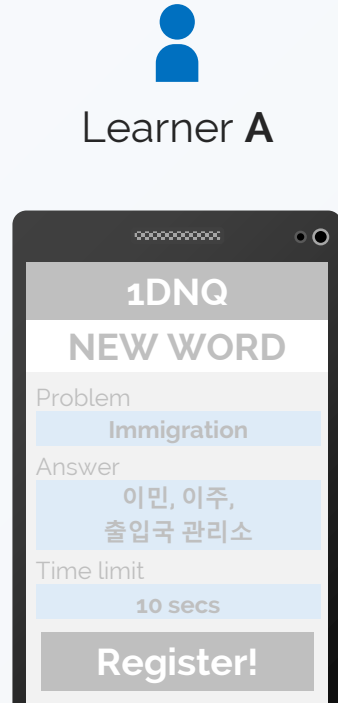 Learner A
1DNQ
NEW WORD
Problem
Immigration
Answer
이민, 이주,
출입국 관리소
Time limit
10 secs
Register!